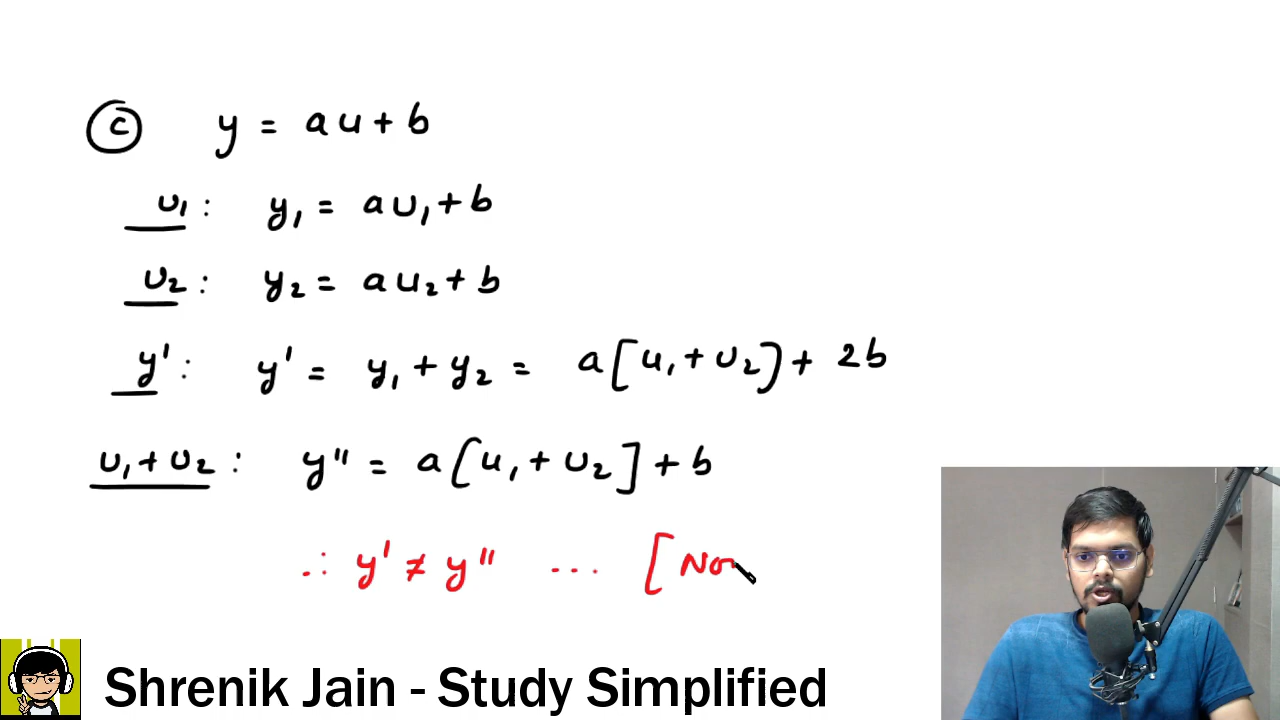 ⓒ y = au + b
u₁ : y₁ = au₁ + b
u₂ : y₂ = au₂ + b
y' : y' = y₁ + y₂ = a[u₁ + u₂] + 2b
u₁ + u₂ : y'' = a[u₁ + u₂] + b
∴ y' ≠ y'' ... [Non
Shrenik Jain - Study Simplified